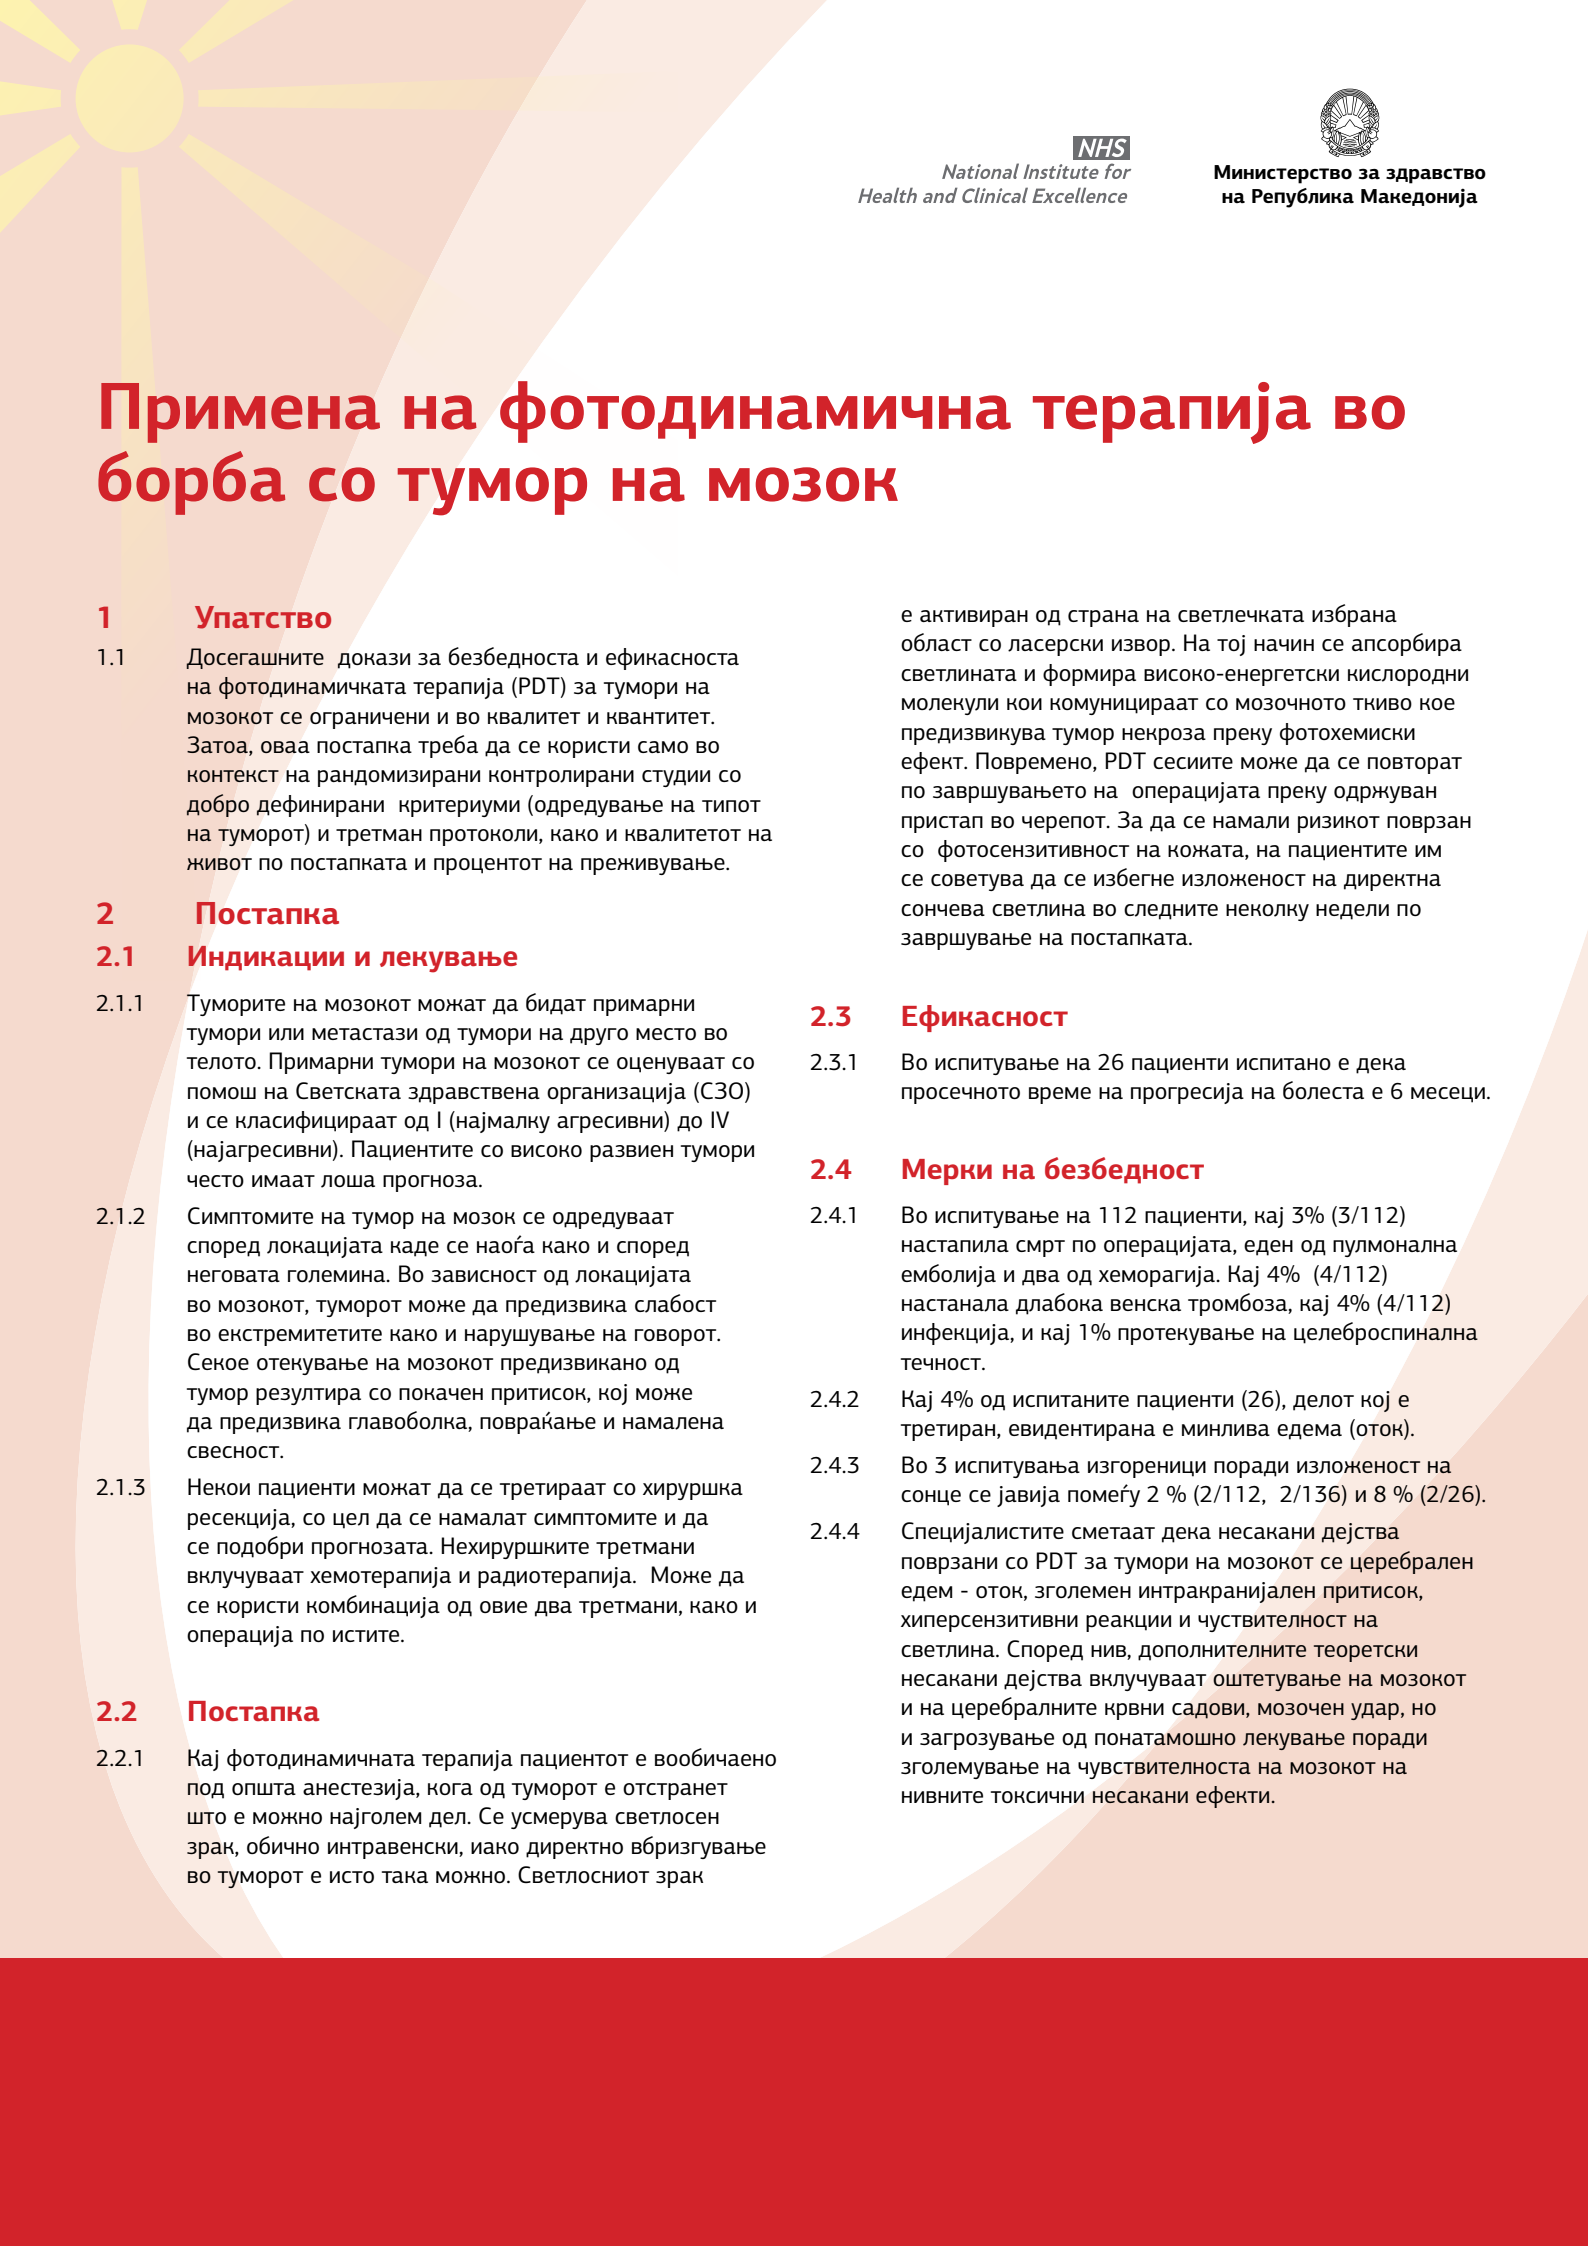 NHS
National Institute for
Health and Clinical Excellence
Министерство за здравство
на Република Македонија
Примена на фотодинамична терапија во
борба со тумор на мозок
1 Упатство
1.1 Досегашните докази за безбедноста и ефикасноста
на фотодинамичката терапија (PDT) за тумори на
мозокот се ограничени и во квалитет и квантитет.
Затоа, оваа постапка треба да се користи само во
контекст на рандомизирани контролирани студии со
добро дефинирани критериуми (одредување на типот
на туморот) и третман протоколи, како и квалитетот на
живот по постапката и процентот на преживување.
2 Постапка
2.1 Индикации и лекување
2.1.1 Туморите на мозокот можат да бидат примарни
тумори или метастази од тумори на друго место во
телото. Примарни тумори на мозокот се оценуваат со
помош на Светската здравствена организација (СЗО)
и се класифицираат од I (најмалку агресивни) до IV
(најагресивни). Пациентите со високо развиен тумори
често имаат лоша прогноза.
2.1.2 Симптомите на тумор на мозок се одредуваат
според локацијата каде се наоѓа како и според
неговата големина. Во зависност од локацијата
во мозокот, туморот може да предизвика слабост
во екстремитетите како и нарушување на говорот.
Секое отекување на мозокот предизвикано од
тумор резултира со покачен притисок, кој може
да предизвика главоболка, повраќање и намалена
свесност.
2.1.3 Некои пациенти можат да се третираат со хируршка
ресекција, со цел да се намалат симптомите и да
се подобри прогнозата. Нехируршките третмани
вклучуваат хемотерапија и радиотерапија. Може да
се користи комбинација од овие два третмани, како и
операција по истите.
2.2 Постапка
2.2.1 Кај фотодинамичната терапија пациентот е вообичаено
под општа анестезија, кога од туморот е отстранет
што е можно најголем дел. Се усмерува светлосен
зрак, обично интравенски, иако директно вбризгување
во туморот е исто така можно. Светлосниот зрак
е активиран од страна на светлечката избрана
област со ласерски извор. На тој начин се апсорбира
светлината и формира високо-енергетски кислородни
молекули кои комуницираат со мозочното ткиво кое
предизвикува тумор некроза преку фотохемиски
ефект. Повремено, PDT сесиите може да се повторат
по завршувањето на операцијата преку одржуван
пристап во черепот. За да се намали ризикот поврзан
со фотосензитивност на кожата, на пациентите им
се советува да се избегне изложеност на директна
сончева светлина во следните неколку недели по
завршување на постапката.
2.3 Ефикасност
2.3.1 Во испитување на 26 пациенти испитано е дека
просечното време на прогресија на болеста е 6 месеци.
2.4 Мерки на безбедност
2.4.1 Во испитување на 112 пациенти, кај 3% (3/112)
настапила смрт по операцијата, еден од пулмонална
емболија и два од хеморагија. Кај 4% (4/112)
настанала длабока венска тромбоза, кај 4% (4/112)
инфекција, и кај 1% протекување на целеброспинална
течност.
2.4.2 Кај 4% од испитаните пациенти (26), делот кој е
третиран, евидентирана е минлива едема (оток).
2.4.3 Во 3 испитувања изгореници поради изложеност на
сонце се јавија помеѓу 2 % (2/112, 2/136) и 8 % (2/26).
2.4.4 Специјалистите сметаат дека несакани дејства
поврзани со PDT за тумори на мозокот се церебрален
едем - оток, зголемен интракранијален притисок,
хиперсензитивни реакции и чуствителност на
светлина. Според нив, дополнителните теоретски
несакани дејства вклучуваат оштетување на мозокот
и на церебралните крвни садови, мозочен удар, но
и загрозување од понатамошно лекување поради
зголемување на чувствителноста на мозокот на
нивните токсични несакани ефекти.